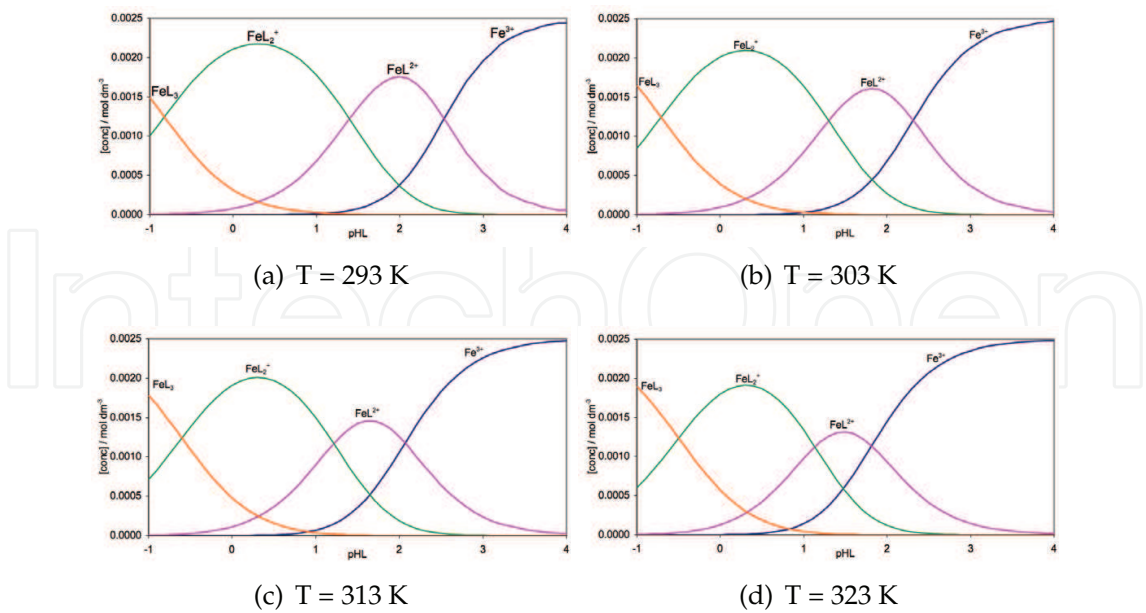 FeL₃
FeL₂⁺
FeL²⁺
Fe³⁺
[conc] / mol dm⁻³
0.0025
0.0020
0.0015
0.0010
0.0005
0.0000
-1 0 1 2 3 4
pHL
(a) T = 293 K
FeL₃
FeL₂⁺
FeL²⁺
Fe³⁺
[conc] / mol dm⁻³
0.0025
0.0020
0.0015
0.0010
0.0005
0.0000
-1 0 1 2 3 4
pHL
(b) T = 303 K
FeL₃
FeL₂⁺
FeL²⁺
Fe³⁺
[conc] / mol dm⁻³
0.0025
0.0020
0.0015
0.0010
0.0005
0.0000
-1 0 1 2 3 4
pHL
(c) T = 313 K
FeL₃
FeL₂⁺
FeL²⁺
Fe³⁺
[conc] / mol dm⁻³
0.0025
0.0020
0.0015
0.0010
0.0005
0.0000
-1 0 1 2 3 4
pHL
(d) T = 323 K
IntechOpen